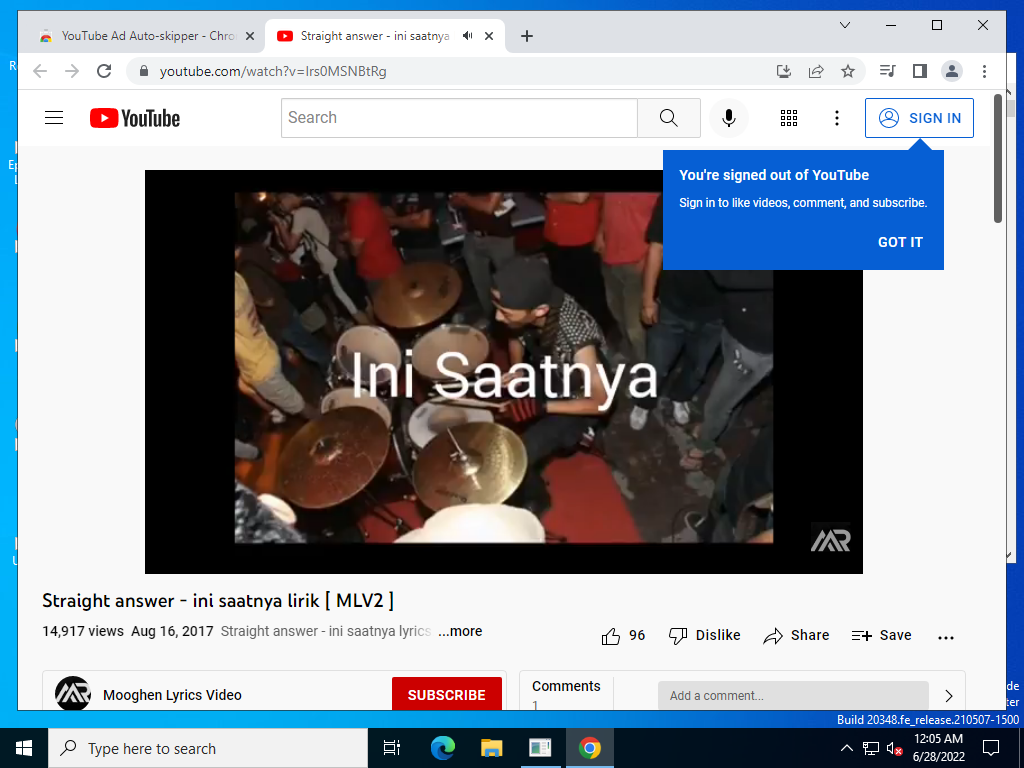 YouTube Ad Auto-skipper - Chro
Straight answer - ini saatnya
youtube.com/watch?v=Irs0MSNBtRg
YouTube
Search
SIGN IN
You're signed out of YouTube
Sign in to like videos, comment, and subscribe.
GOT IT
Ini Saatnya
MR
Straight answer - ini saatnya lirik [ MLV2 ]
14,917 views Aug 16, 2017 Straight answer - ini saatnya lyrics ...more
96 Dislike Share Save
Mooghen Lyrics Video
SUBSCRIBE
Comments
1
Add a comment...
Build 20348.fe_release.210507-1500
Type here to search
12:05 AM
6/28/2022